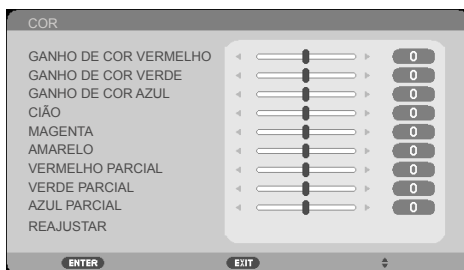 COR
GANHO DE COR VERMELHO 0
GANHO DE COR VERDE 0
GANHO DE COR AZUL 0
CIÃO 0
MAGENTA 0
AMARELO 0
VERMELHO PARCIAL 0
VERDE PARCIAL 0
AZUL PARCIAL 0
REAJUSTAR
ENTER EXIT